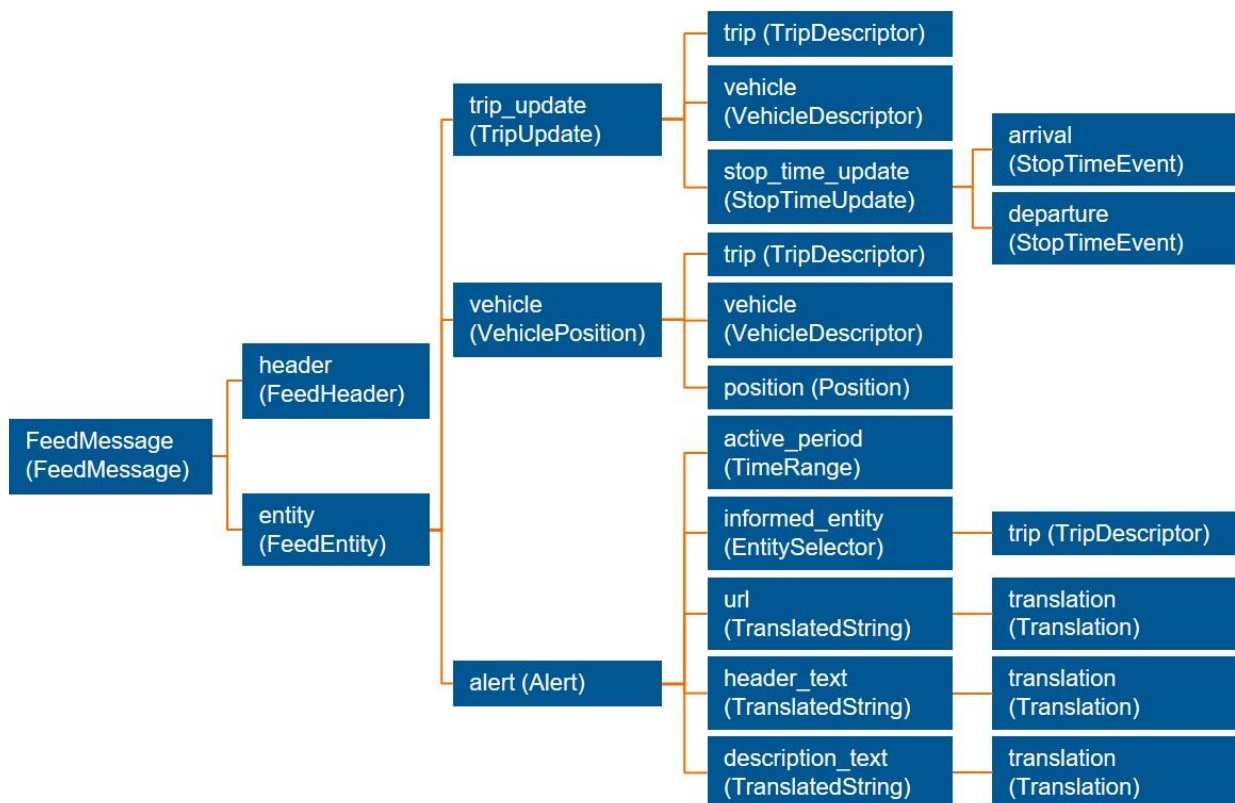 FeedMessage
(FeedMessage)
header
(FeedHeader)
entity
(FeedEntity)
trip_update
(TripUpdate)
vehicle
(VehiclePosition)
alert (Alert)
trip (TripDescriptor)
vehicle
(VehicleDescriptor)
stop_time_update
(StopTimeUpdate)
trip (TripDescriptor)
vehicle
(VehicleDescriptor)
position (Position)
active_period
(TimeRange)
informed_entity
(EntitySelector)
url
(TranslatedString)
header_text
(TranslatedString)
description_text
(TranslatedString)
arrival
(StopTimeEvent)
departure
(StopTimeEvent)
trip (TripDescriptor)
translation
(Translation)
translation
(Translation)
translation
(Translation)